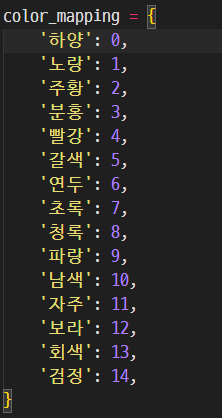 color_mapping = {
    '하양': 0,
    '노랑': 1,
    '주황': 2,
    '분홍': 3,
    '빨강': 4,
    '갈색': 5,
    '연두': 6,
    '초록': 7,
    '청록': 8,
    '파랑': 9,
    '남색': 10,
    '자주': 11,
    '보라': 12,
    '회색': 13,
    '검정': 14,
}